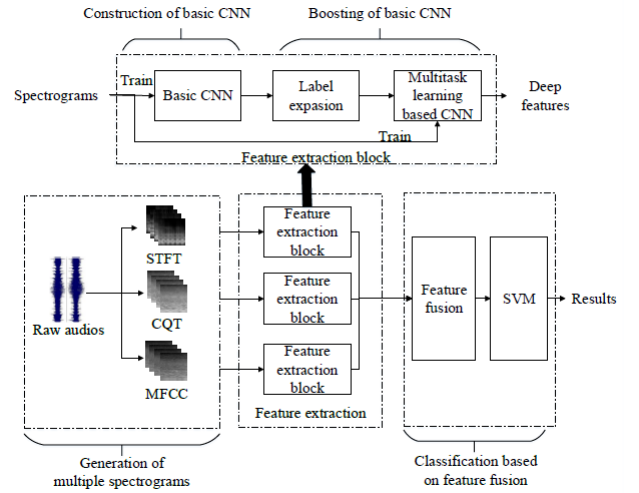 Construction of basic CNN
Boosting of basic CNN
Spectrograms
Train
Basic CNN
Label
expasion
Multitask
learning
based CNN
Deep
features
Train
Feature extraction block
Raw audios
STFT
CQT
MFCC
Feature
extraction
block
Feature
extraction
block
Feature
extraction
block
Feature extraction
Feature
fusion
SVM
Results
Generation of
multiple spectrograms
Classification based
on feature fusion